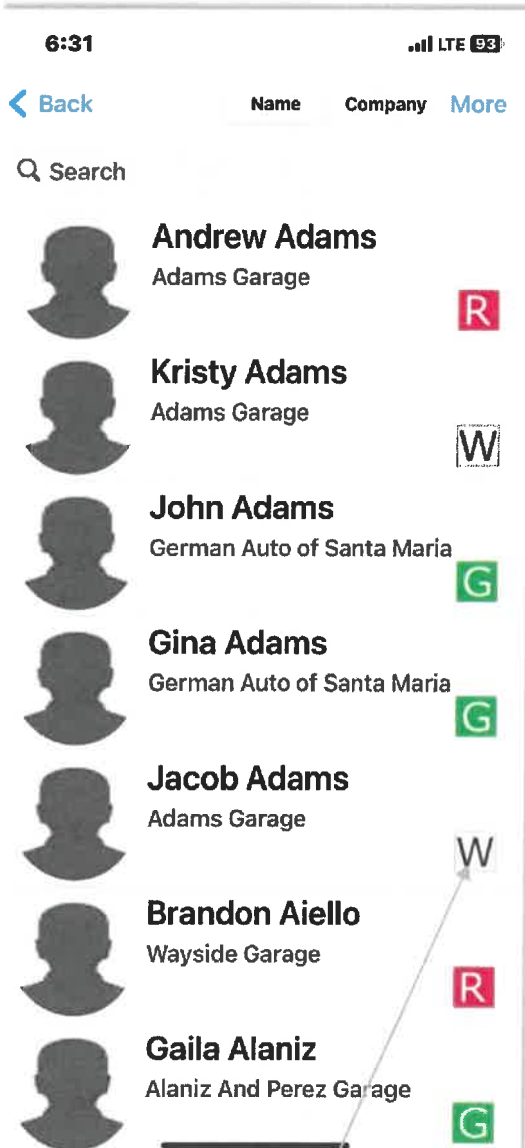 6:31 LTE 93
Back Name Company More
Search
Andrew Adams
Adams Garage
R
Kristy Adams
Adams Garage
W
John Adams
German Auto of Santa Maria
G
Gina Adams
German Auto of Santa Maria
G
Jacob Adams
Adams Garage
W
Brandon Aiello
Wayside Garage
R
Gaila Alaniz
Alaniz And Perez Garage
G